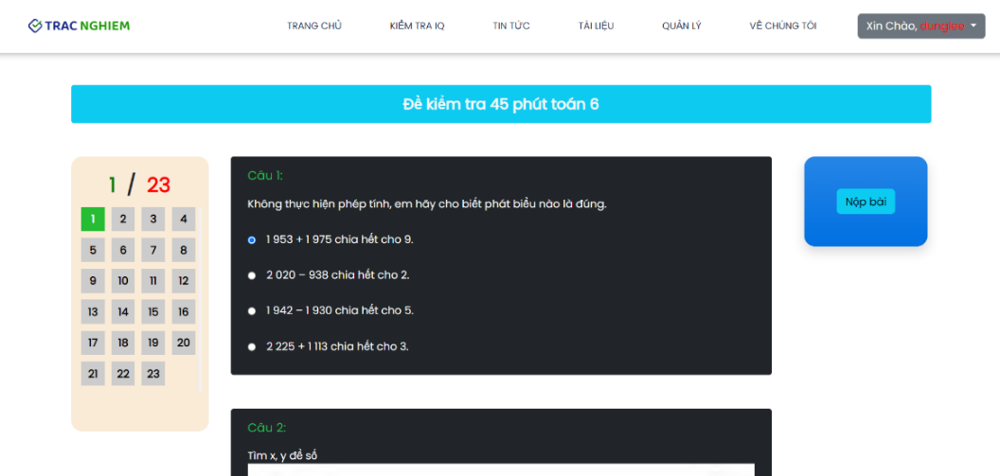 TRAC NGHIEM
TRANG CHỦ KIỂM TRA IQ TIN TỨC TÀI LIỆU QUẢN LÝ VỀ CHÚNG TÔI Xin Chào, dunglee
Đề kiểm tra 45 phút toán 6
1 / 23
1 2 3 4
5 6 7 8
9 10 11 12
13 14 15 16
17 18 19 20
21 22 23
Câu 1:
Không thực hiện phép tính, em hãy cho biết phát biểu nào là đúng.
1 953 + 1 975 chia hết cho 9.
2 020 – 938 chia hết cho 2.
1 942 – 1 930 chia hết cho 5.
2 225 + 1 113 chia hết cho 3.
Nộp bài
Câu 2:
Tìm x, y để số